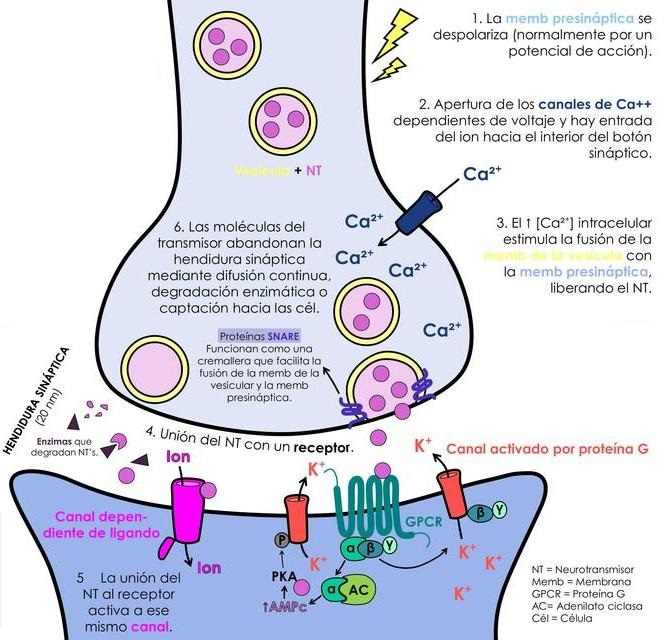 1. La memb presináptica se
despolariza (normalmente por un
potencial de acción).
2. Apertura de los canales de Ca++
dependientes de voltaje y hay entrada
del ion hacia el interior del botón
sináptico.
Vesícula + NT
Ca²⁺
Ca²⁺
Ca²⁺
Ca²⁺
Ca²⁺
3. El ↑ [Ca²⁺] intracelular
estimula la fusión de la
memb de la vesícula con
la memb presináptica,
liberando el NT.
6. Las moléculas del
transmisor abandonan la
hendidura sináptica
mediante difusión continua,
degradación enzimática o
captación hacia las cél.
Proteínas SNARE
Funcionan como una
cremallera que facilita la
fusión de la memb de la
vesicular y la memb
presináptica.
HENDIDURA SINÁPTICA
(20 nm)
Enzimas que
degradan NT's.
4. Unión del NT con un receptor.
Ion
Canal depen-
diente de ligando
Ion
5 La unión del
NT al receptor
activa a ese
mismo canal.
K⁺
K⁺
P
PKA
↑AMPc
GPCR
α β γ
α AC
K⁺
Canal activado por proteína G
β γ
K⁺
K⁺
K⁺
NT = Neurotransmisor
Memb = Membrana
GPCR = Proteína G
AC= Adenilato ciclasa
Cél = Célula